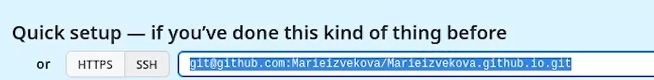 Quick setup — if you’ve done this kind of thing before
or HTTPS SSH git@github.com:Marieizvekova/Marieizvekova.github.io.git